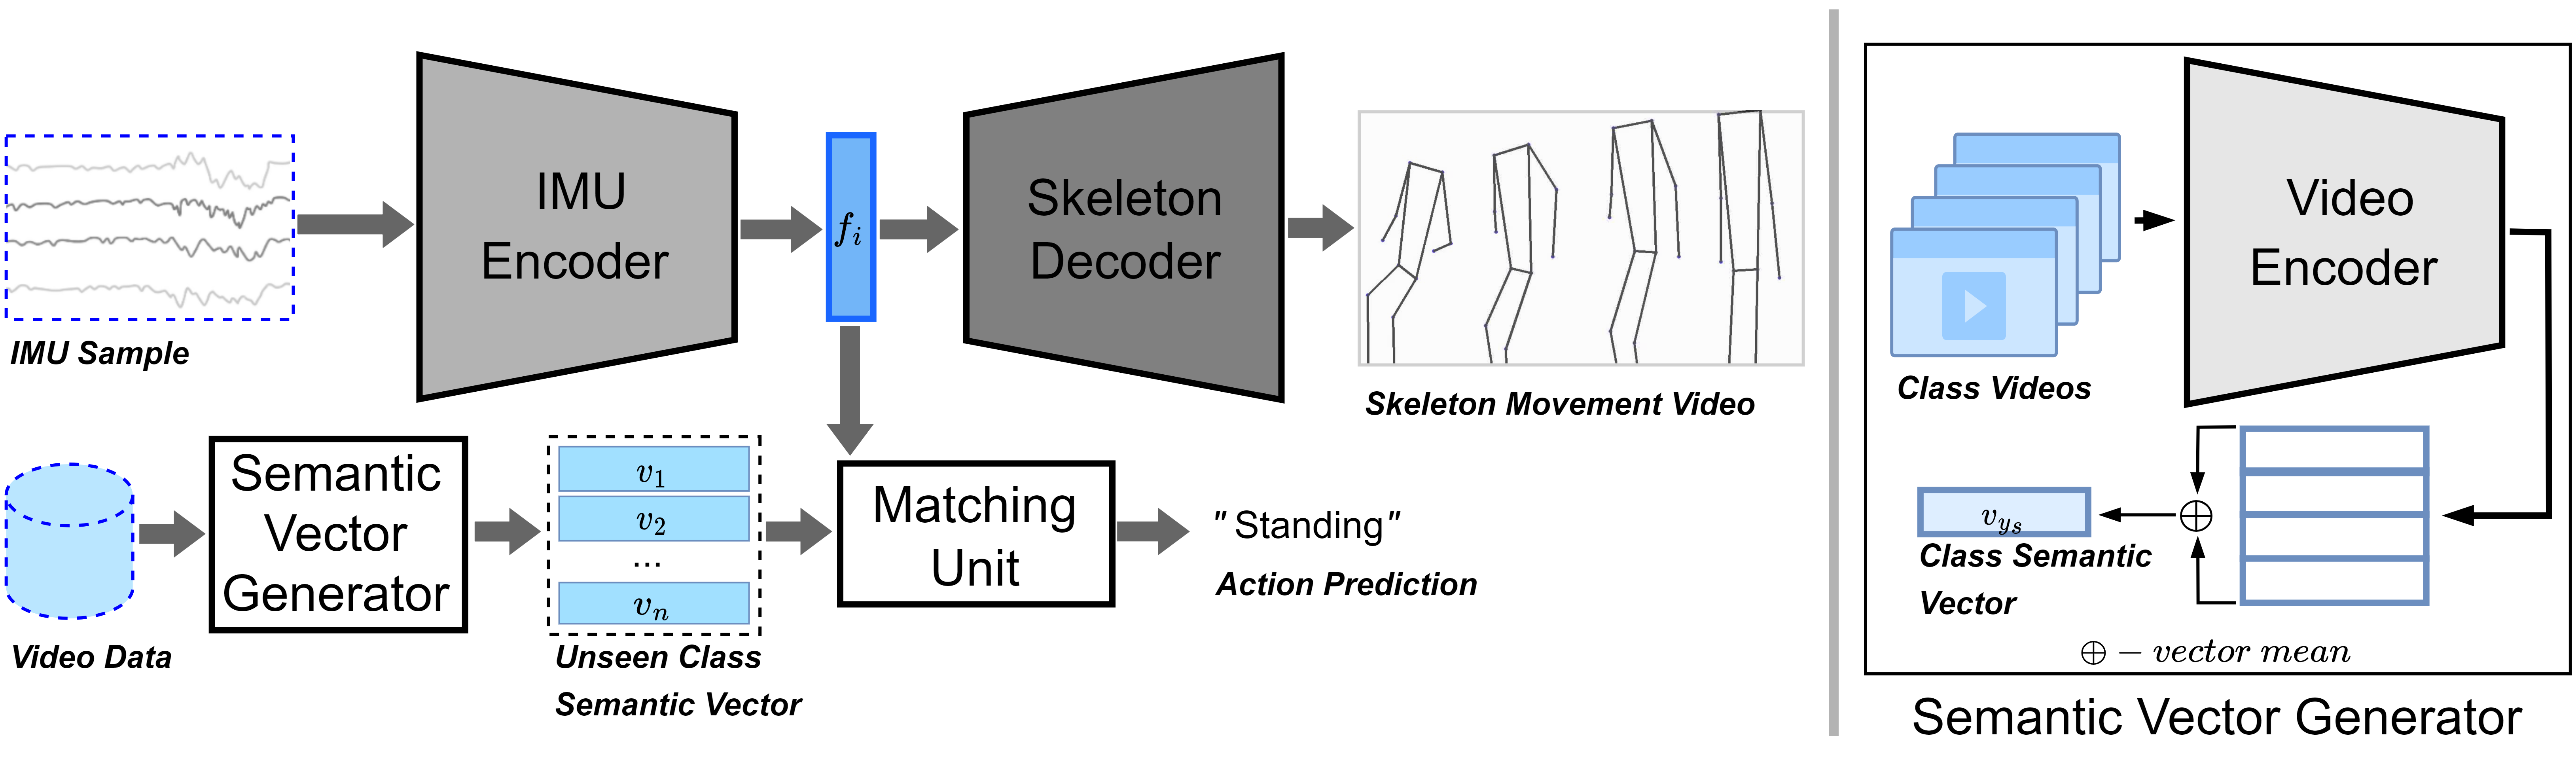 IMU
Encoder
f_i
Skeleton
Decoder
IMU Sample
Skeleton Movement Video
Semantic
Vector
Generator
v_1
v_2
...
v_n
Matching
Unit
"Standing"
Action Prediction
Video Data
Unseen Class
Semantic Vector
Video
Encoder
Class Videos
v_{y_s}
Class Semantic
Vector
⊕ − vector mean
Semantic Vector Generator